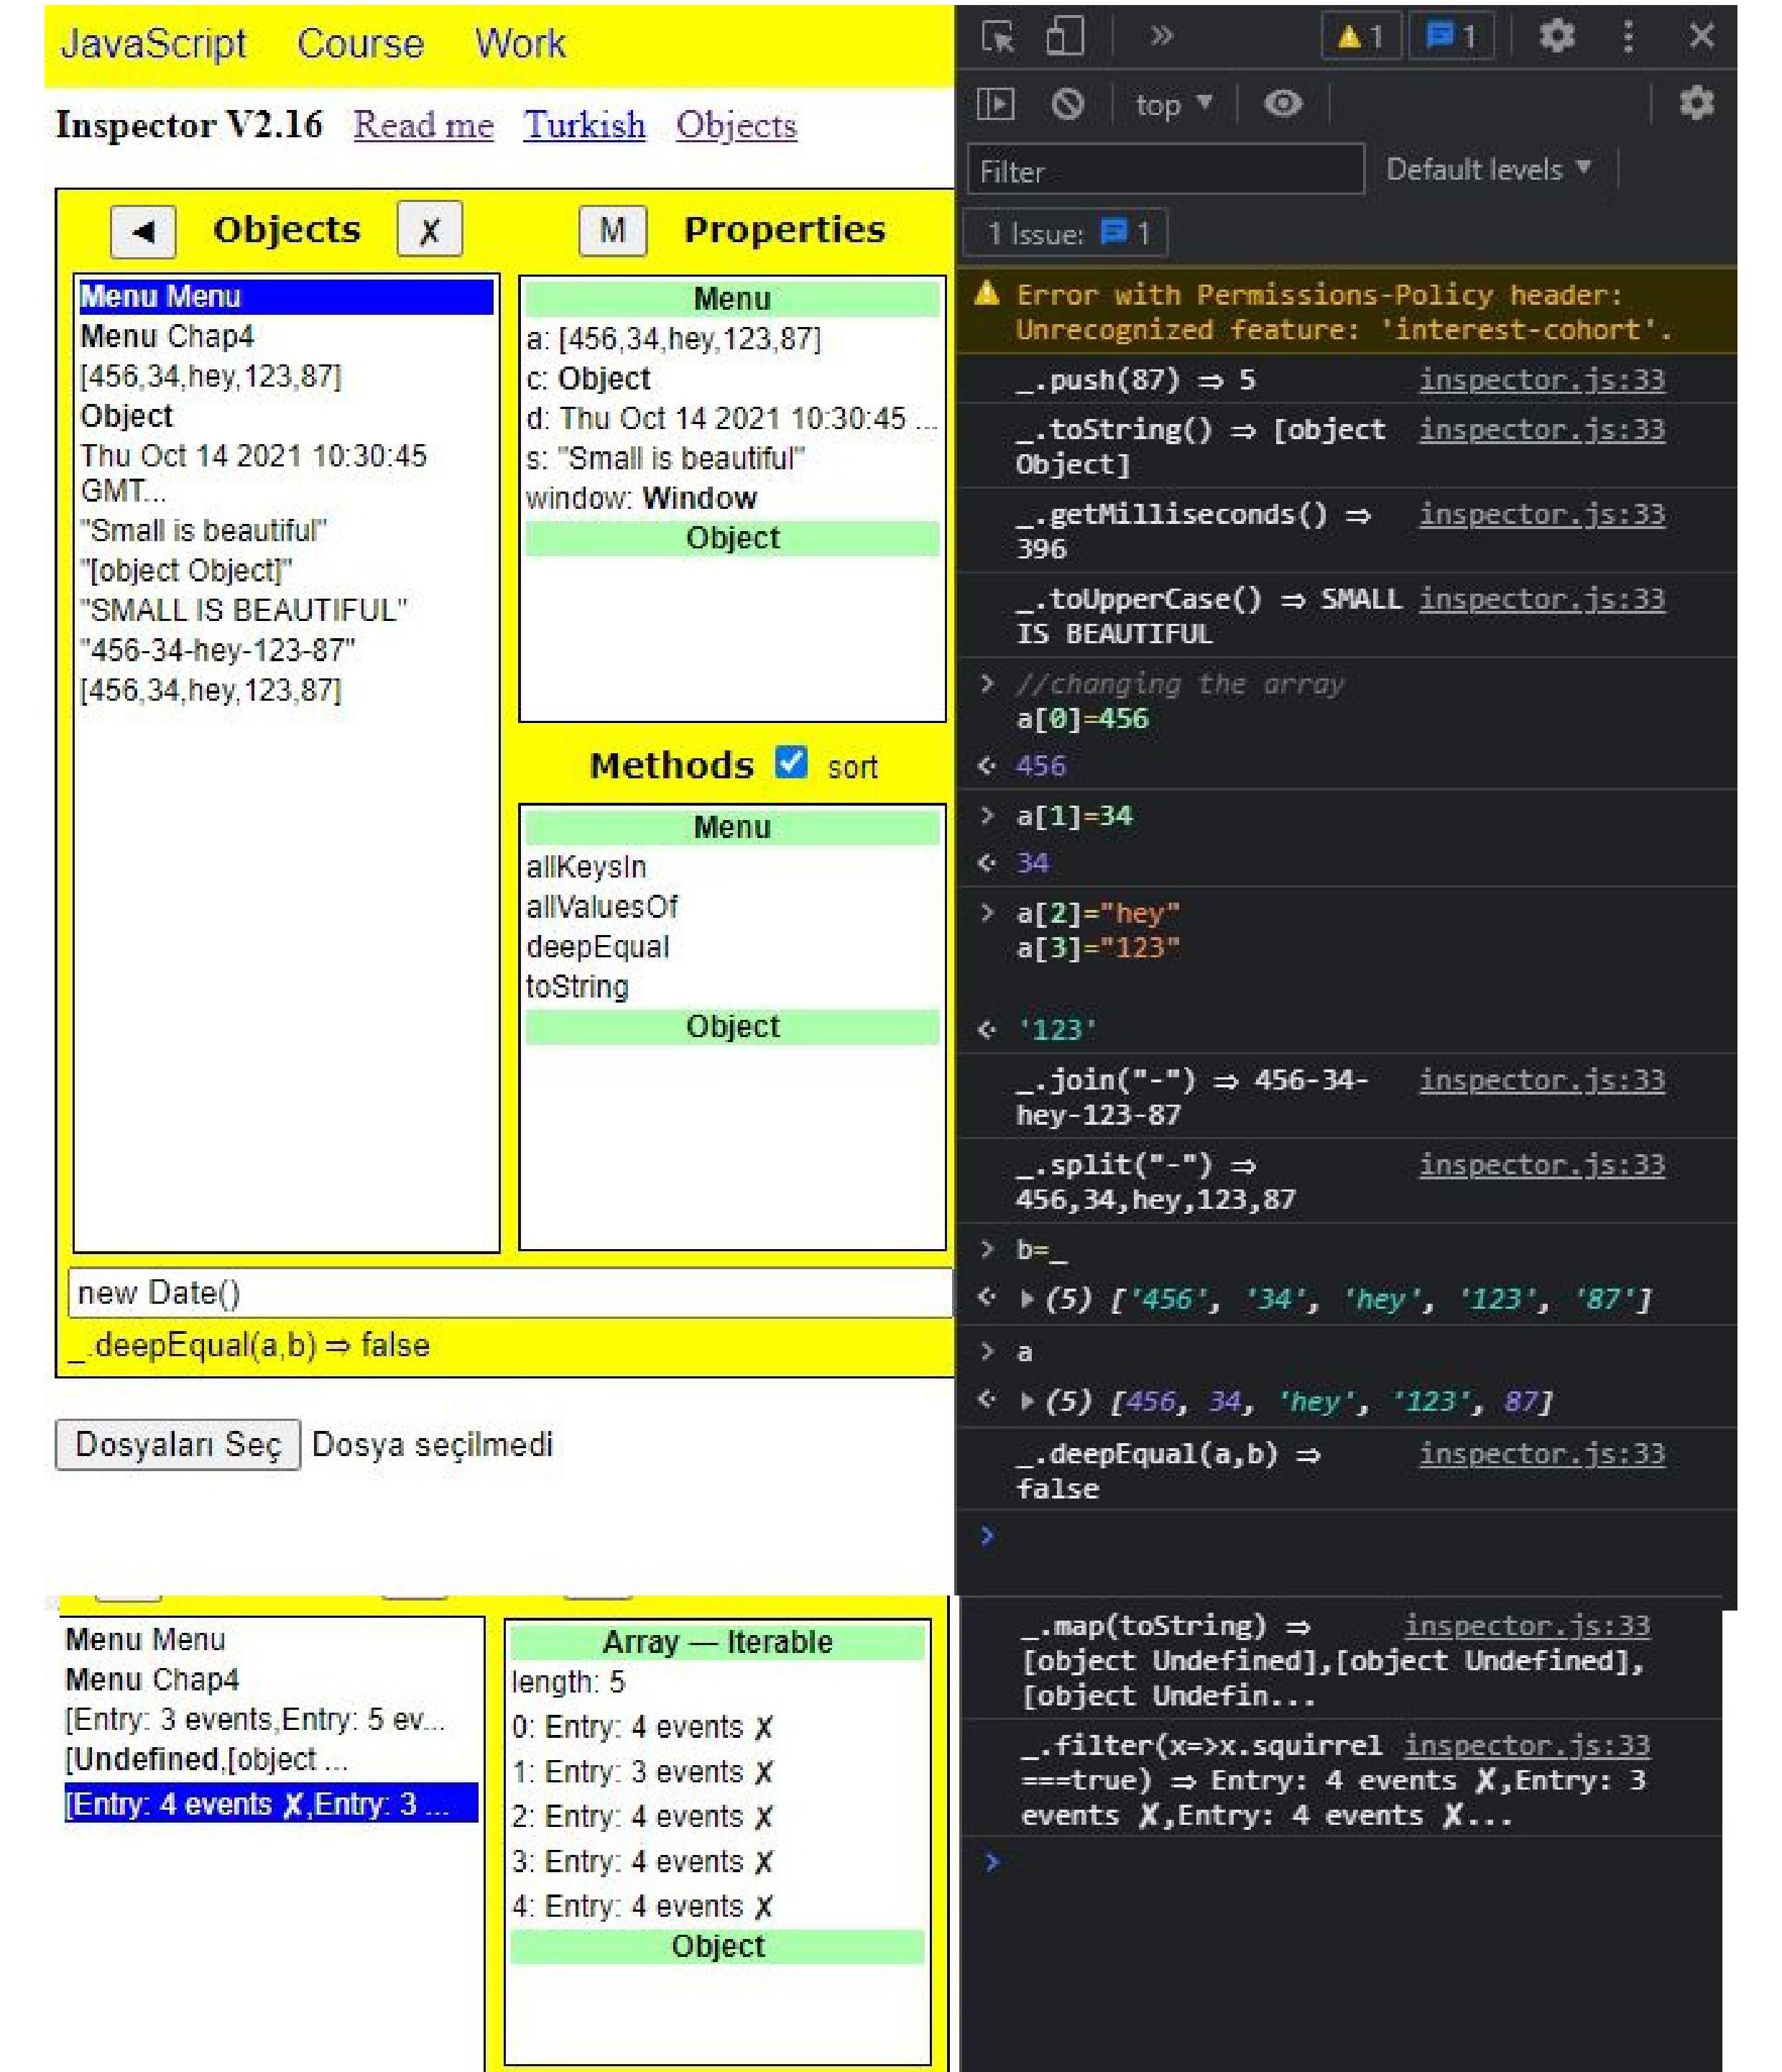 JavaScript Course Work
Inspector V2.16 Read me Turkish Objects
◄ Objects ✗ M Properties
Menu Menu
Menu Chap4
[456,34,hey,123,87]
Object
Thu Oct 14 2021 10:30:45
GMT...
"Small is beautiful"
"[object Object]"
"SMALL IS BEAUTIFUL"
"456-34-hey-123-87"
[456,34,hey,123,87]
Menu
a: [456,34,hey,123,87]
c: Object
d: Thu Oct 14 2021 10:30:45 ...
s: "Small is beautiful"
window: Window
Object
Methods sort
Menu
allKeysIn
allValuesOf
deepEqual
toString
Object
new Date()
_.deepEqual(a,b) ⇒ false
Dosyaları Seç Dosya seçilmedi
» 1 1
top ▼
Filter Default levels ▼
1 Issue: 1
Error with Permissions-Policy header:
Unrecognized feature: 'interest-cohort'.
_.push(87) ⇒ 5 inspector.js:33
_.toString() ⇒ [object inspector.js:33
Object]
_.getMilliseconds() ⇒ inspector.js:33
396
_.toUpperCase() ⇒ SMALL inspector.js:33
IS BEAUTIFUL
> //changing the array
a[0]=456
456
> a[1]=34
34
> a[2]="hey"
a[3]="123"
'123'
_.join("-") ⇒ 456-34- inspector.js:33
hey-123-87
_.split("-") ⇒ inspector.js:33
456,34,hey,123,87
> b=_
(5) ['456', '34', 'hey', '123', '87']
> a
(5) [456, 34, 'hey', '123', 87]
_.deepEqual(a,b) ⇒ inspector.js:33
false
>
Menu Menu
Menu Chap4
[Entry: 3 events,Entry: 5 ev...
[Undefined,[object ...
[Entry: 4 events ✗,Entry: 3 ...
Array — Iterable
length: 5
0: Entry: 4 events ✗
1: Entry: 3 events ✗
2: Entry: 4 events ✗
3: Entry: 4 events ✗
4: Entry: 4 events ✗
Object
_.map(toString) ⇒ inspector.js:33
[object Undefined],[object Undefined],
[object Undefin...
_.filter(x=>x.squirrel inspector.js:33
===true) ⇒ Entry: 4 events ✗,Entry: 3
events ✗,Entry: 4 events ✗...
>